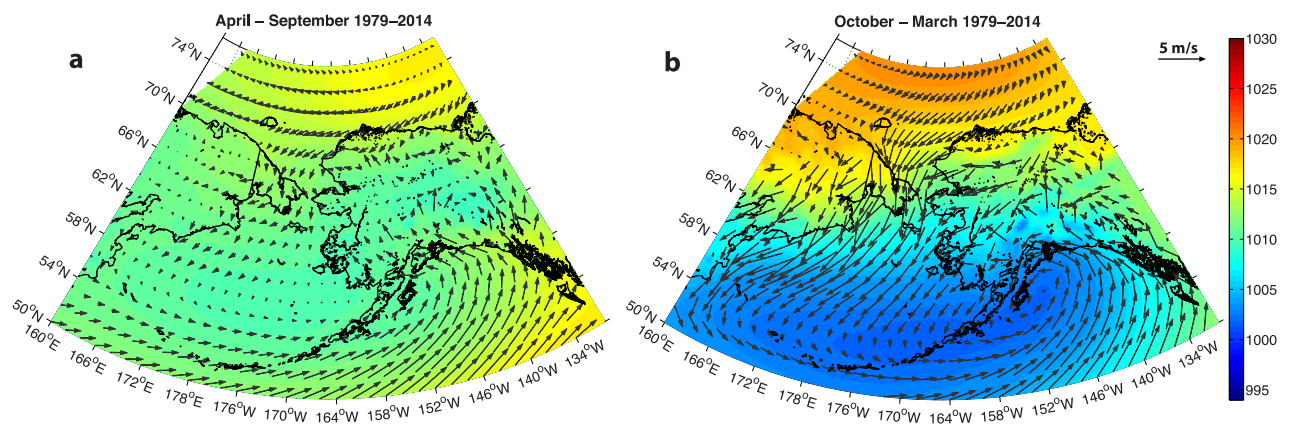 April – September 1979–2014
October – March 1979–2014
a
b
5 m/s
74°N
70°N
66°N
62°N
58°N
54°N
50°N
160°E
166°E
172°E
178°E
176°W
170°W
164°W
158°W
152°W
146°W
140°W
134°W
74°N
70°N
66°N
62°N
58°N
54°N
50°N
160°E
166°E
172°E
178°E
176°W
170°W
164°W
158°W
152°W
146°W
140°W
134°W
1030
1025
1020
1015
1010
1005
1000
995